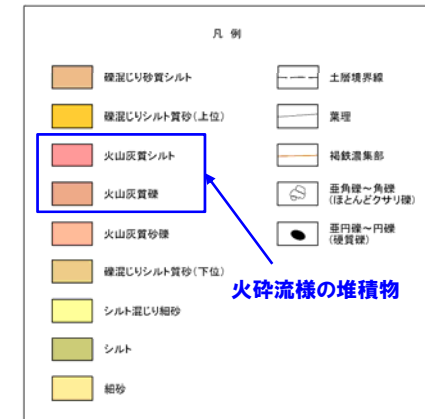 凡 例
礫混じり砂質シルト
礫混じりシルト質砂(上位)
火山灰質シルト
火山灰質礫
火山灰質砂礫
礫混じりシルト質砂(下位)
シルト混じり細砂
シルト
細砂
土層境界線
葉理
褐鉄濃集部
亜角礫～角礫
(ほとんどクサリ礫)
亜円礫～円礫
(硬質礫)
火砕流様の堆積物